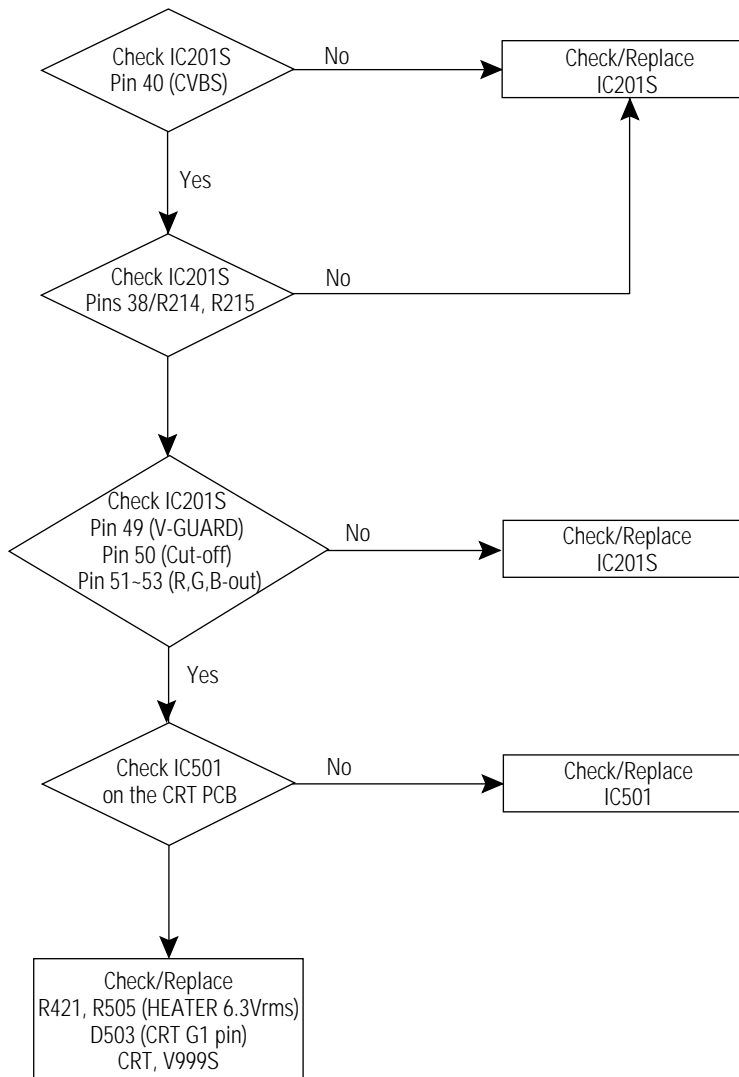 Check IC201S
Pin 40 (CVBS)
No
Check/Replace
IC201S
Yes
Check IC201S
Pins 38/R214, R215
No
Check IC201S
Pin 49 (V-GUARD)
Pin 50 (Cut-off)
Pin 51~53 (R,G,B-out)
No
Check/Replace
IC201S
Yes
Check IC501
on the CRT PCB
No
Check/Replace
IC501
Check/Replace
R421, R505 (HEATER 6.3Vrms)
D503 (CRT G1 pin)
CRT, V999S